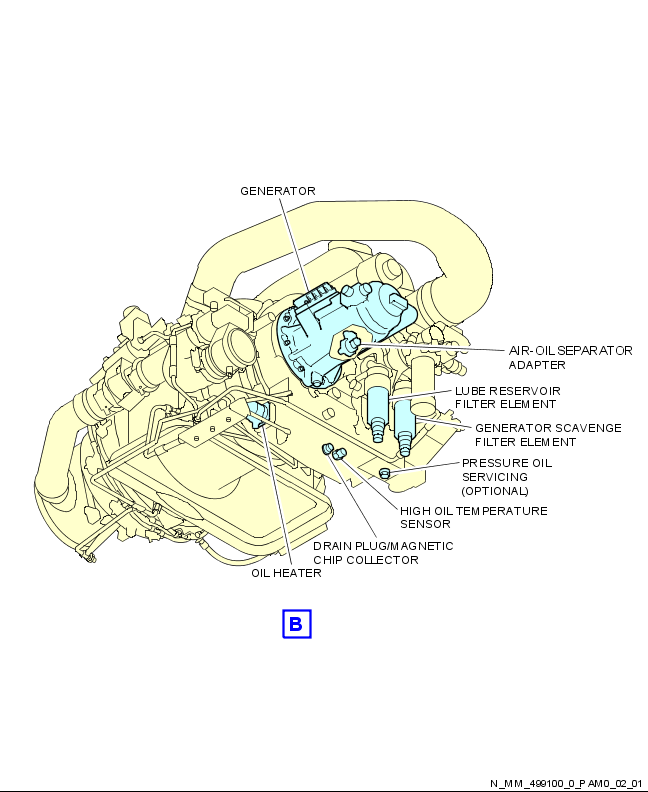 GENERATOR
AIR-OIL SEPARATOR
ADAPTER
LUBE RESERVOIR
FILTER ELEMENT
GENERATOR SCAVENGE
FILTER ELEMENT
PRESSURE OIL
SERVICING
(OPTIONAL)
HIGH OIL TEMPERATURE
SENSOR
DRAIN PLUG/MAGNETIC
CHIP COLLECTOR
OIL HEATER
B
N_MM_499100_0_PAM0_02_01